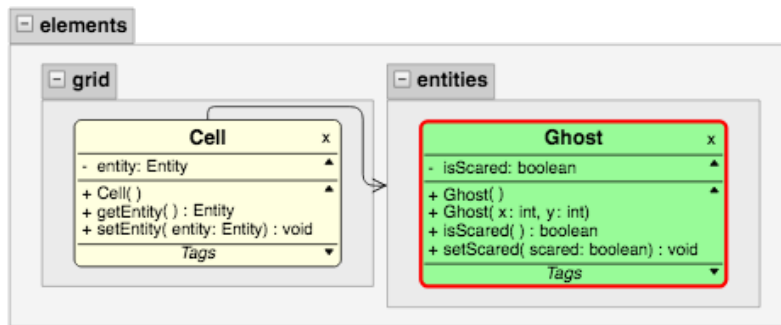 elements
grid
entities
Cell x
- entity: Entity
+ Cell( )
+ getEntity( ) : Entity
+ setEntity( entity: Entity) : void
Tags
Ghost x
- isScared: boolean
+ Ghost( )
+ Ghost( x: int, y: int)
+ isScared( ) : boolean
+ setScared( scared: boolean) : void
Tags